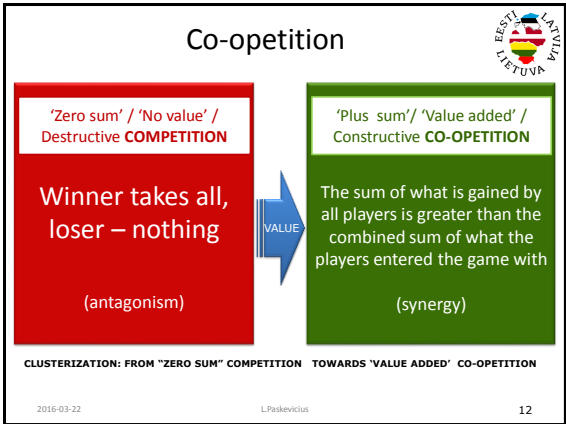 Co-opetition
EESTI LATVIJA
LIETUVA
'Zero sum' / 'No value' /
Destructive COMPETITION
Winner takes all,
loser – nothing
(antagonism)
VALUE
'Plus  sum'/ 'Value added' /
Constructive CO-OPETITION
The sum of what is gained by
all players is greater than the
combined sum of what the
players entered the game with
(synergy)
CLUSTERIZATION: FROM "ZERO SUM" COMPETITION  TOWARDS 'VALUE ADDED'  CO-OPETITION
2016-03-22
L.Paskevicius
12